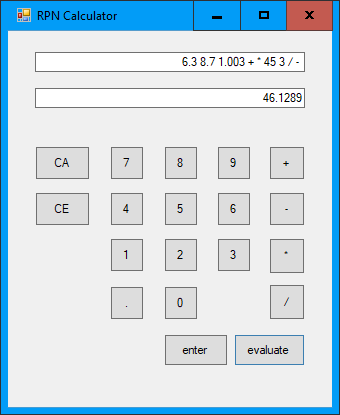 RPN Calculator
6.3 8.7 1.003 + * 45 3 / -
46.1289
CA 7 8 9 +
CE 4 5 6 -
1 2 3 *
. 0 /
enter evaluate